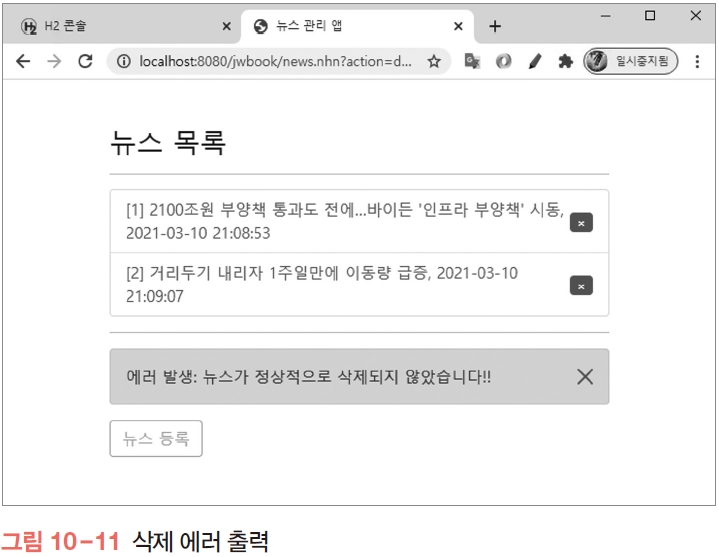 H2 콘솔
뉴스 관리 앱
localhost:8080/jwbook/news.nhn?action=d...
일시중지됨
뉴스 목록
[1] 2100조원 부양책 통과도 전에...바이든 '인프라 부양책' 시동,
2021-03-10 21:08:53
[2] 거리두기 내리자 1주일만에 이동량 급증, 2021-03-10
21:09:07
에러 발생: 뉴스가 정상적으로 삭제되지 않았습니다!!
뉴스 등록
그림 10-11 삭제 에러 출력